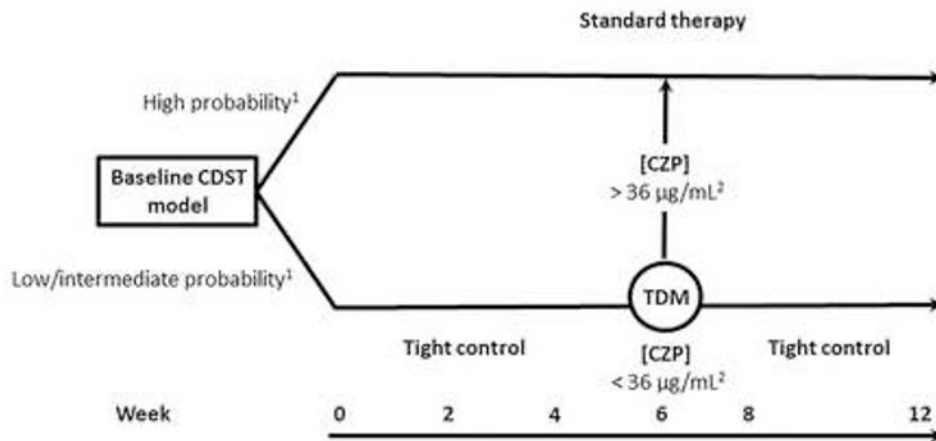 Standard therapy
High probability¹
Baseline CDST
model
[CZP]
> 36 µg/mL²
Low/intermediate probability¹
TDM
Tight control
[CZP]
< 36 µg/mL²
Tight control
Week 0 2 4 6 8 12